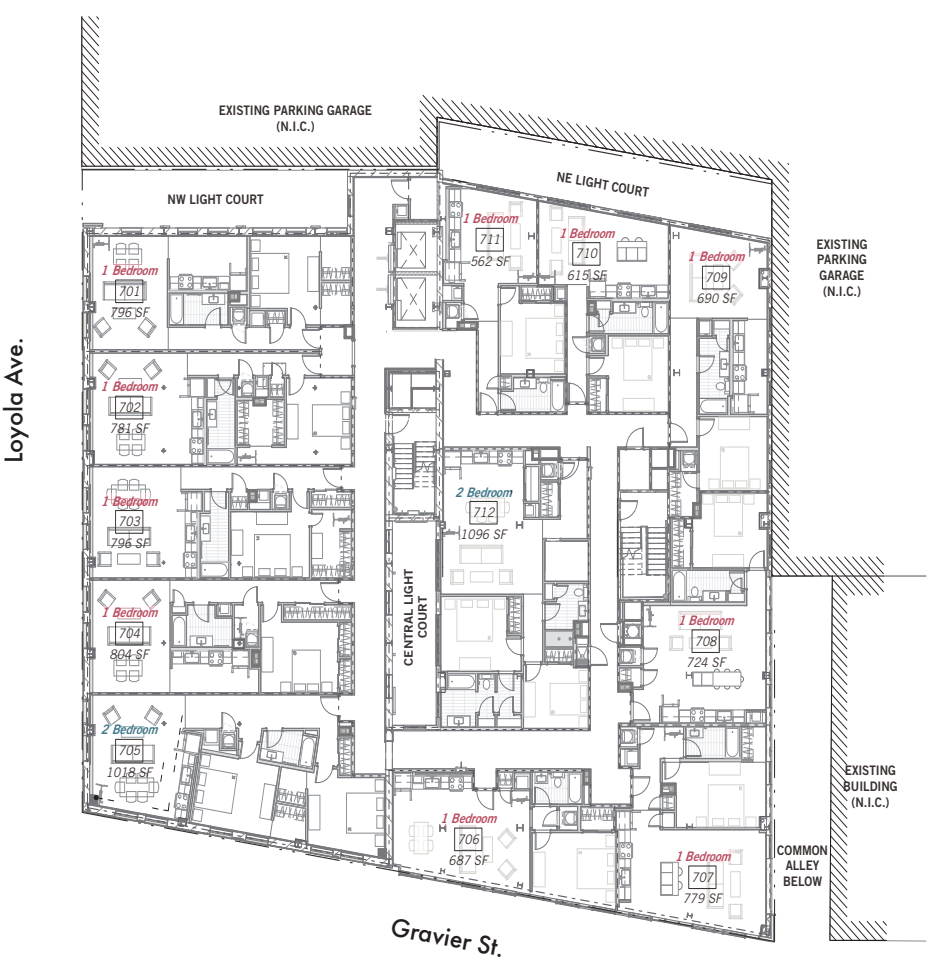 EXISTING PARKING GARAGE
(N.I.C.)
NW LIGHT COURT
NE LIGHT COURT
EXISTING
PARKING
GARAGE
(N.I.C.)
Loyola Ave.
1 Bedroom
701
796 SF
1 Bedroom
702
781 SF
1 Bedroom
703
796 SF
1 Bedroom
704
804 SF
2 Bedroom
705
1018 SF
1 Bedroom
711
562 SF
1 Bedroom
710
615 SF
1 Bedroom
709
690 SF
2 Bedroom
712
1096 SF
CENTRAL LIGHT
COURT
1 Bedroom
708
724 SF
1 Bedroom
706
687 SF
1 Bedroom
707
779 SF
EXISTING
BUILDING
(N.I.C.)
COMMON
ALLEY
BELOW
Gravier St.